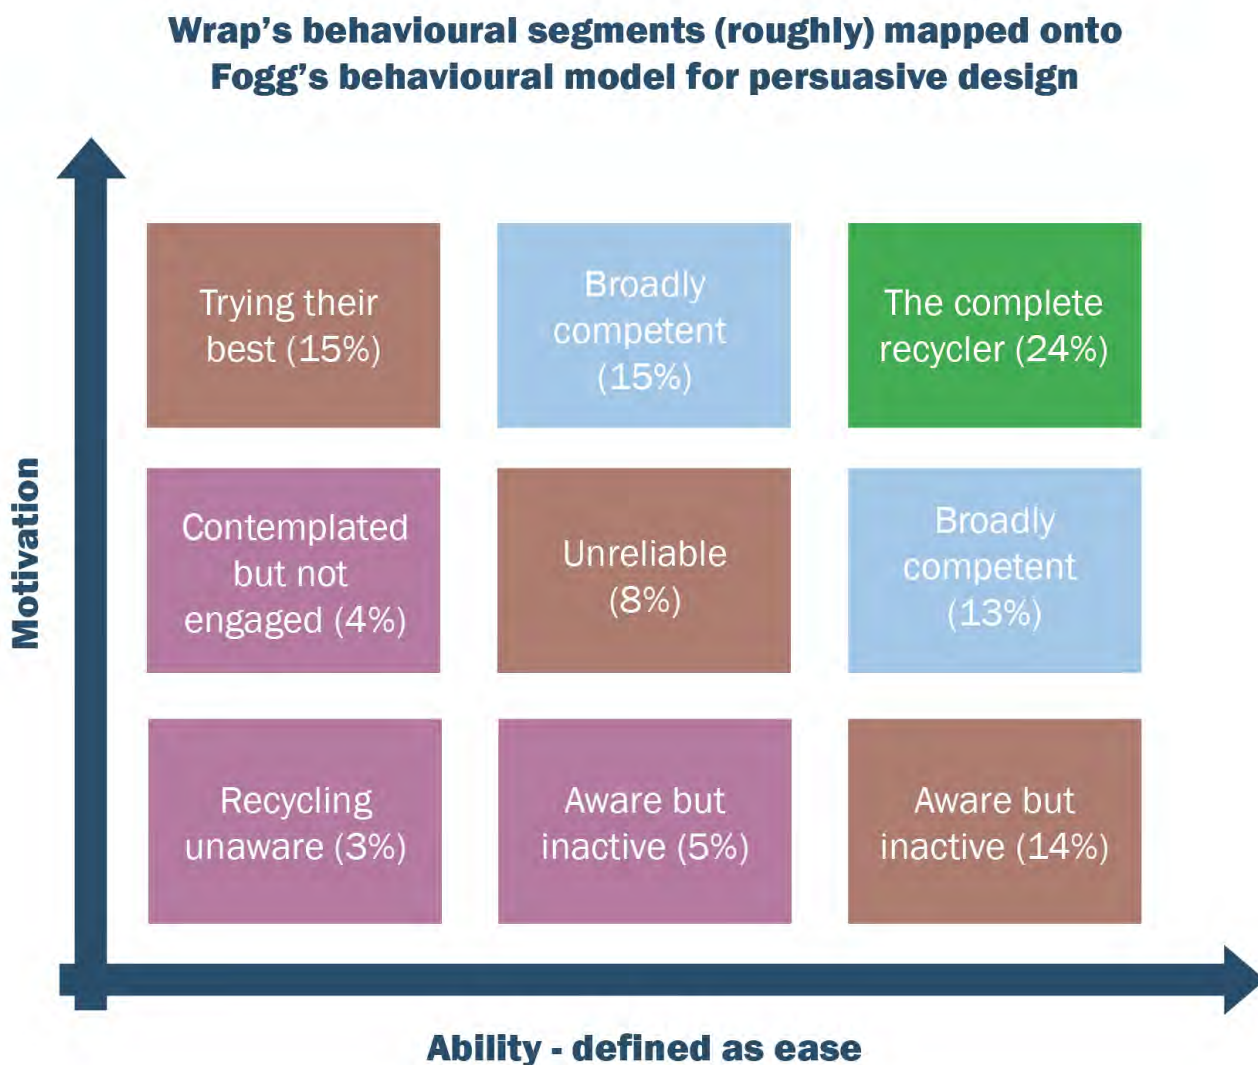 Wrap's behavioural segments (roughly) mapped onto
Fogg's behavioural model for persuasive design
Motivation
Trying their
best (15%)
Broadly
competent
(15%)
The complete
recycler (24%)
Contemplated
but not
engaged (4%)
Unreliable
(8%)
Broadly
competent
(13%)
Recycling
unaware (3%)
Aware but
inactive (5%)
Aware but
inactive (14%)
Ability - defined as ease